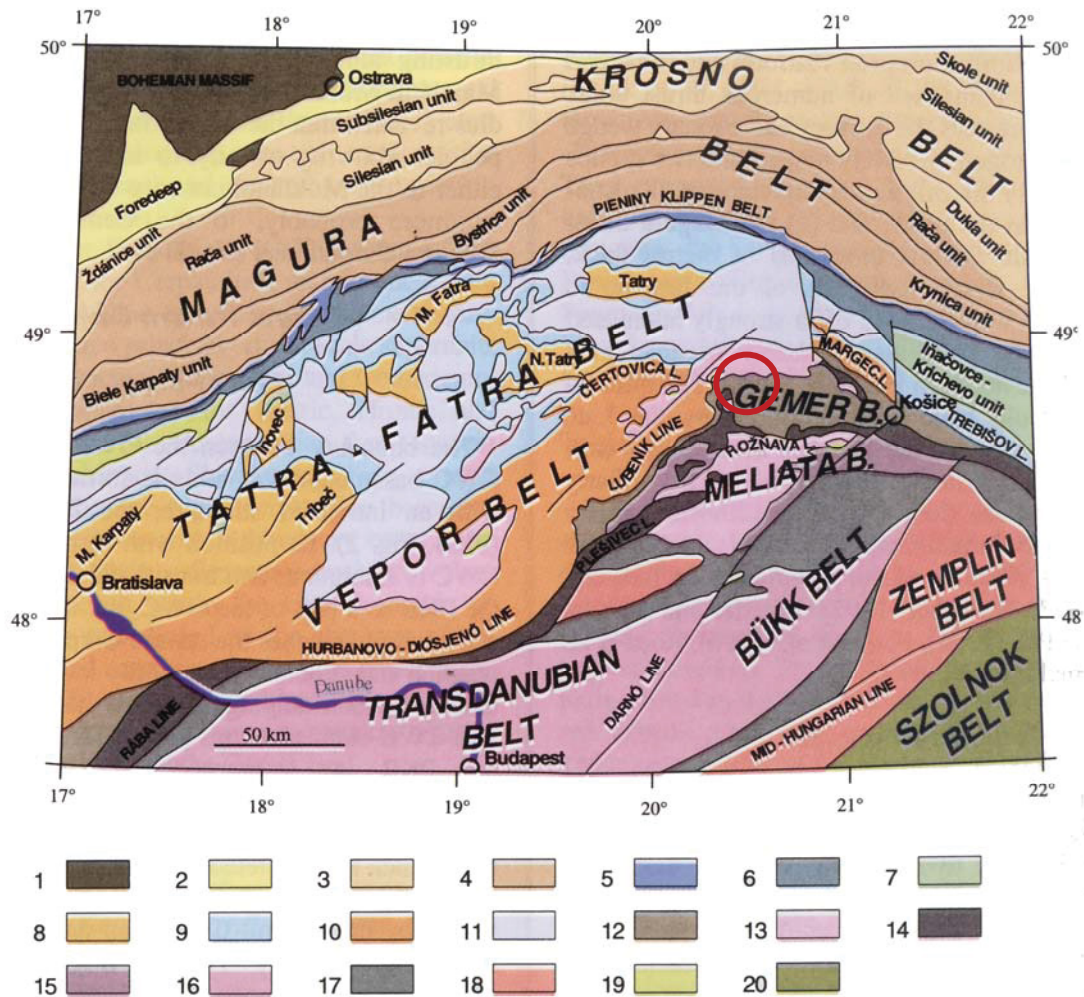 17° 18° 19° 20° 21° 22°
50° 50°
BOHEMIAN MASSIF
Ostrava
KROSNO
BELT
Skole unit
Silesian unit
Subsilesian unit
Silesian unit
Foredeep
Ždánice unit
Rača unit
MAGURA
BELT
Bystrica unit
PIENINY KLIPPEN BELT
Dukla unit
Rača unit
Krynica unit
49° 49°
Biele Karpaty unit
M. Fatra
Tatry
N.Tatry
Inovec
Tribeč
M. Karpaty
TATRA-FATRA BELT
ČERTOVICA L.
MARGEC.L.
Iňačovce-
Krichevo unit
GEMER B.
Košice
TREBIŠOV L.
LUBENÍK LINE
ROŽŇAVA L.
MELIATA B.
PLEŠIVEC L.
VEPOR BELT
Bratislava
48° 48°
HURBANOVO - DIÓSJENŐ LINE
Danube
RÁBA LINE
TRANSDANUBIAN
BELT
DARNÓ LINE
BÜKK BELT
ZEMPLÍN
BELT
MID - HUNGARIAN LINE
SZOLNOK
BELT
50 km
Budapest
17° 18° 19° 20° 21° 22°
1 2 3 4 5 6 7
8 9 10 11 12 13 14
15 16 17 18 19 20